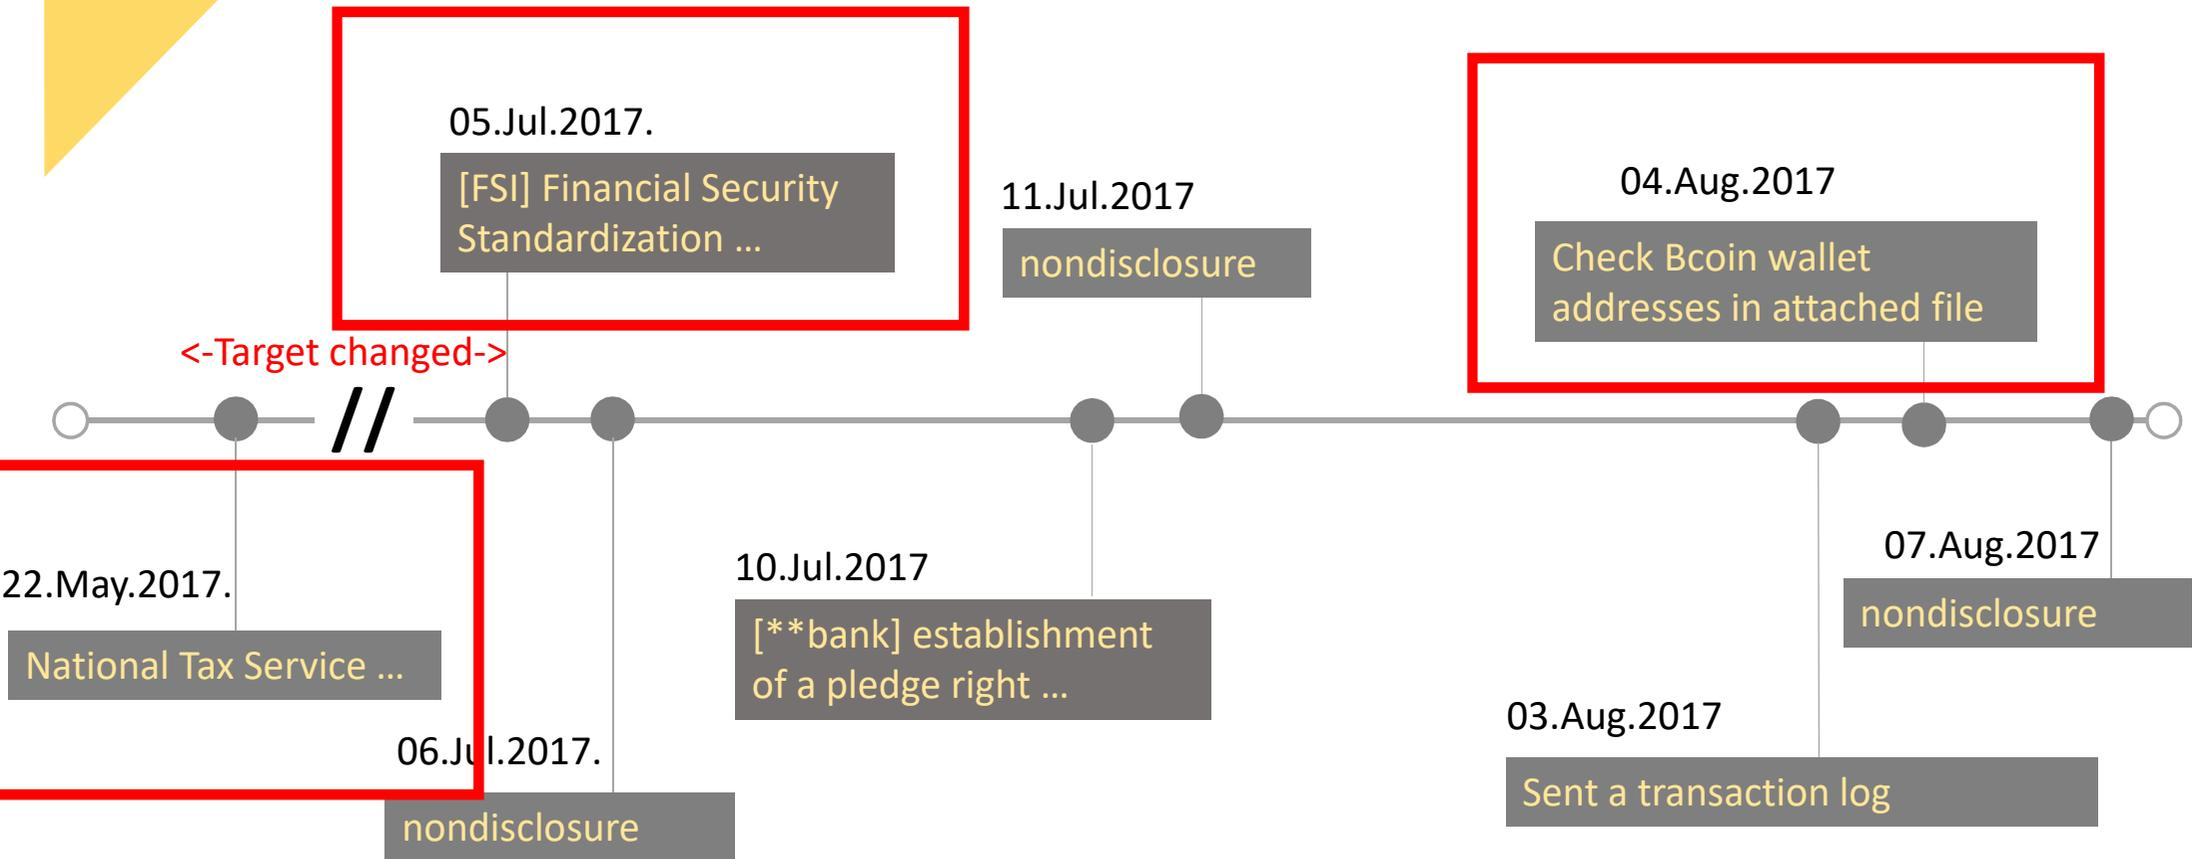 05.Jul.2017.
[FSI] Financial Security
Standardization ...
11.Jul.2017
nondisclosure
04.Aug.2017
Check Bcoin wallet
addresses in attached file
<-Target changed->
//
22.May.2017.
National Tax Service ...
06.Jul.2017.
nondisclosure
10.Jul.2017
[**bank] establishment
of a pledge right ...
07.Aug.2017
nondisclosure
03.Aug.2017
Sent a transaction log